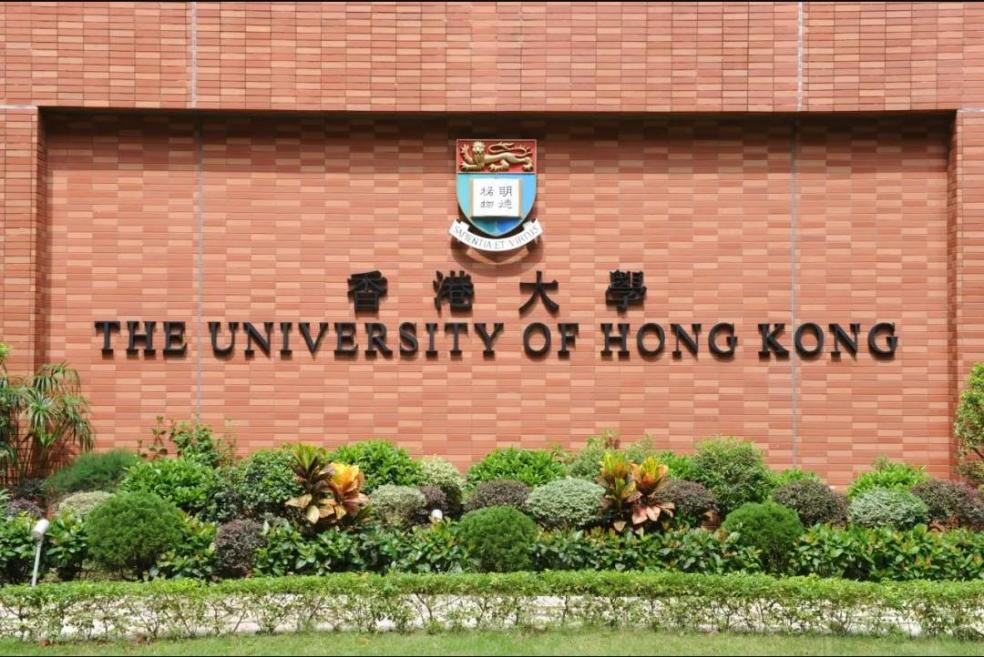 明德
格物
SAPIENTIA ET VIRTUS
香港大學
THE UNIVERSITY OF HONG KONG